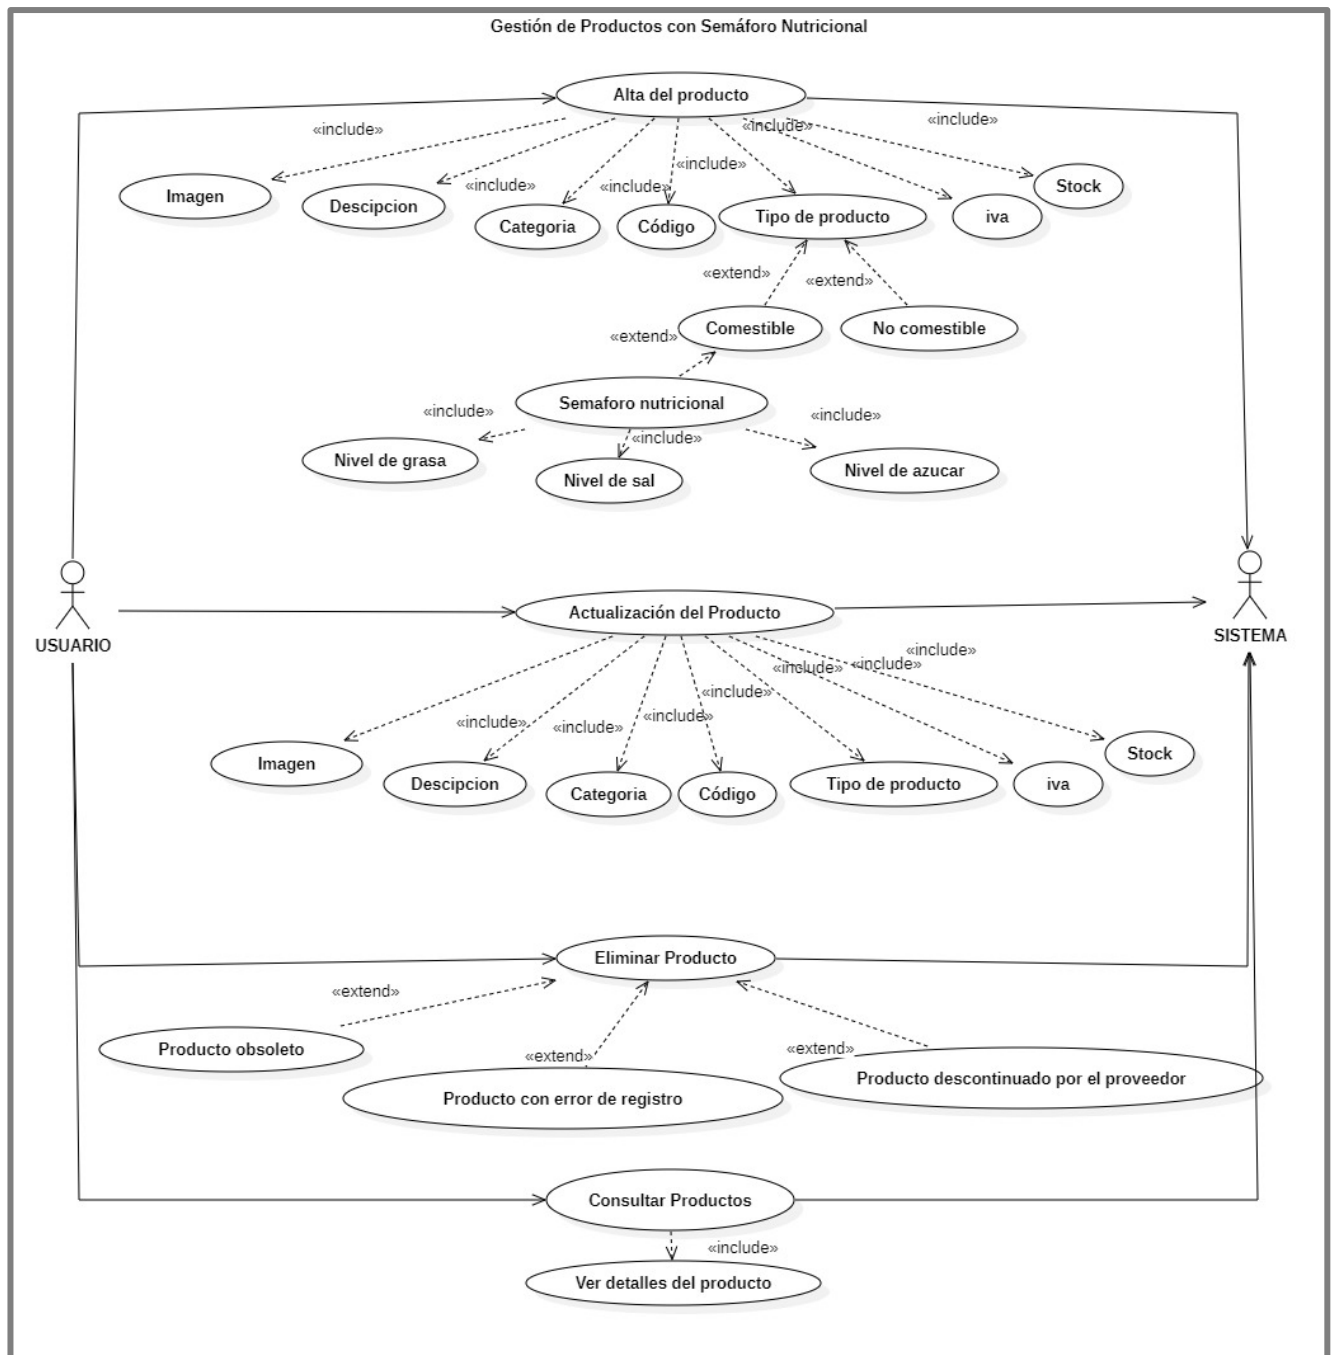 Gestión de Productos con Semáforo Nutricional
Alta del producto
«include»
«include»
«include»
«include»
«include»
«include»
Imagen
Descipcion
Categoria
Código
Tipo de producto
iva
Stock
«extend»
«extend»
Comestible
No comestible
«extend»
Semaforo nutricional
«include»
«include»
«include»
Nivel de grasa
Nivel de sal
Nivel de azucar
USUARIO
SISTEMA
Actualización del Producto
«include»
«include»
«include»
«include»
«include»
«include»
«include»
Imagen
Descipcion
Categoria
Código
Tipo de producto
iva
Stock
Eliminar Producto
«extend»
«extend»
«extend»
Producto obsoleto
Producto con error de registro
Producto descontinuado por el proveedor
Consultar Productos
«include»
Ver detalles del producto